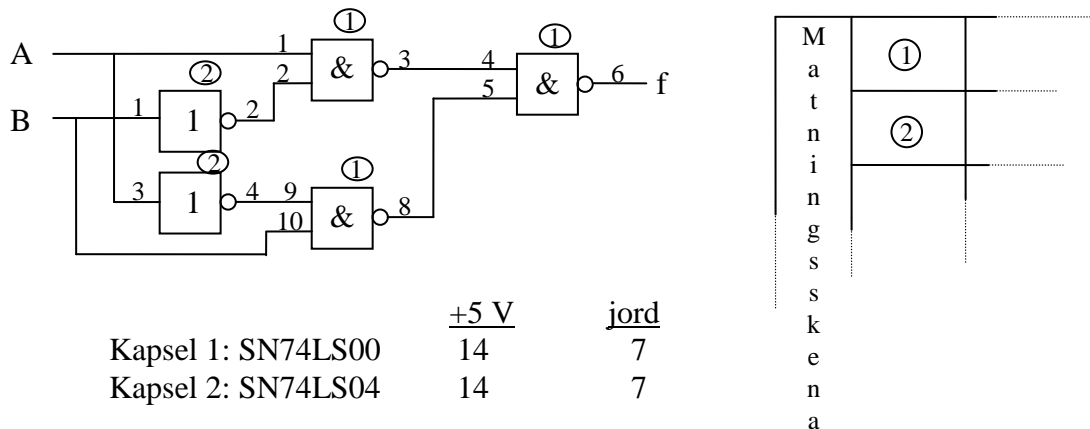 ① ① Matningsskena ①
A 1 & 3 4 & 6 f
② 2 5 ②
B 1 1 2
②
3 1 4 9 & 8
① 10
+5 V jord
Kapsel 1: SN74LS00 14 7
Kapsel 2: SN74LS04 14 7